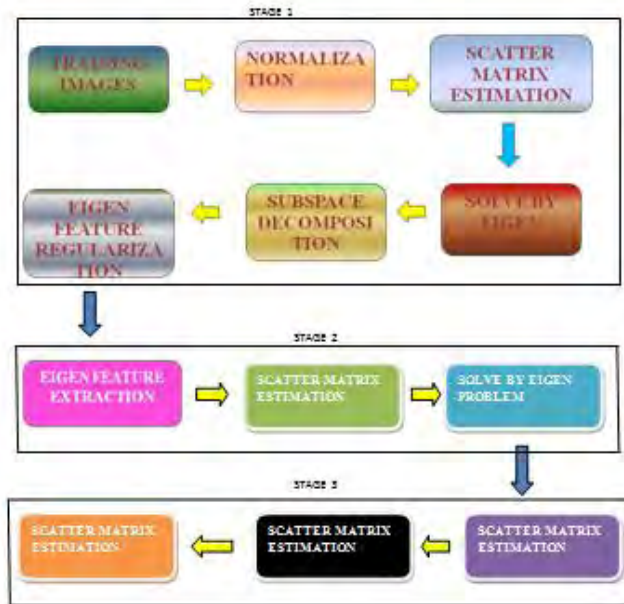 STAGE 1
TRAINING
IMAGES
NORMALIZA
TION
SCATTER
MATRIX
ESTIMATION
EIGEN
FEATURE
REGULARIZA
TION
SUBSPACE
DECOMPOSI
TION
SOLVE BY
STAGE 2
EIGEN FEATURE
EXTRACTION
SCATTER MATRIX
ESTIMATION
SOLVE BY EIGEN
PROBLEM
STAGE 3
SCATTER MATRIX
ESTIMATION
SCATTER MATRIX
ESTIMATION
SCATTER MATRIX
ESTIMATION